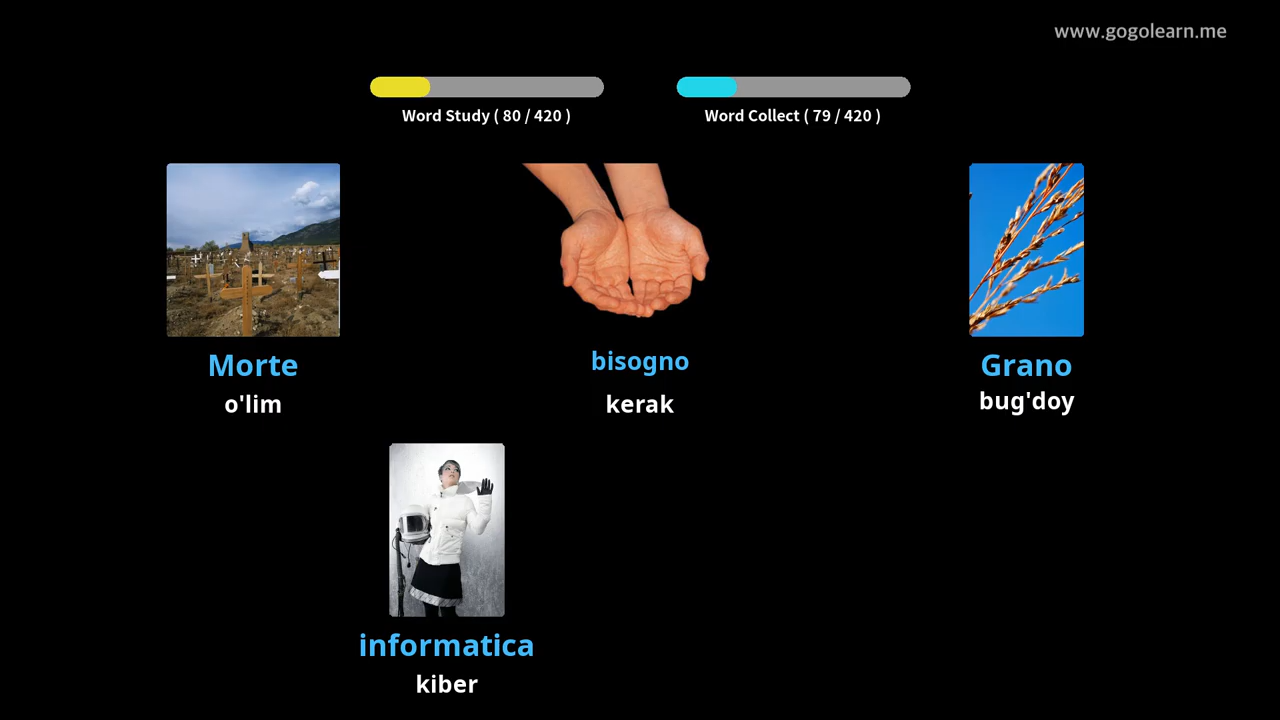 www.gogolearn.me
Word Study ( 80 / 420 )
Word Collect ( 79 / 420 )
Morte
o'lim
bisogno
kerak
Grano
bug'doy
informatica
kiber